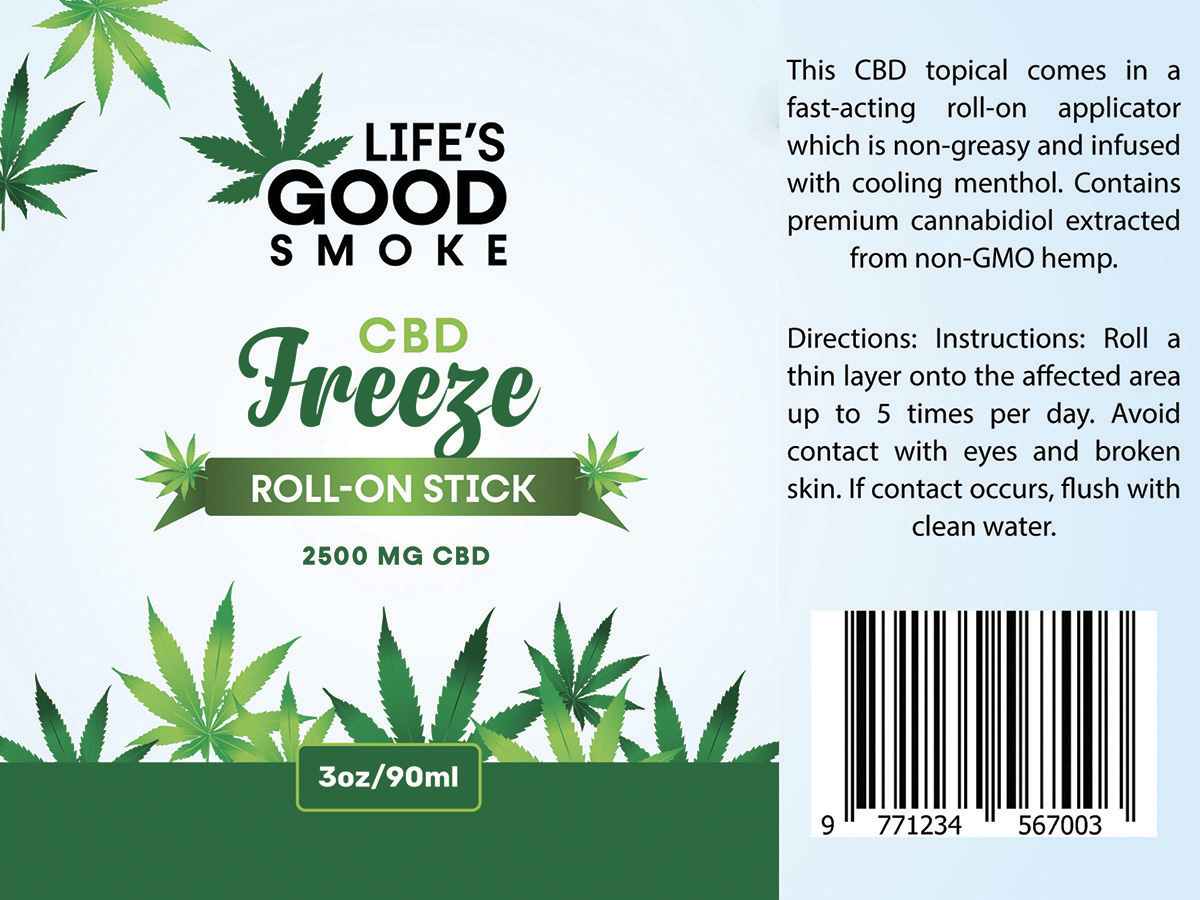 LIFE'S
GOOD
SMOKE
CBD
Freeze
ROLL-ON STICK
2500 MG CBD
3oz/90ml
This CBD topical comes in a
fast-acting roll-on applicator
which is non-greasy and infused
with cooling menthol. Contains
premium cannabidiol extracted
from non-GMO hemp.
Directions: Instructions: Roll a
thin layer onto the affected area
up to 5 times per day. Avoid
contact with eyes and broken
skin. If contact occurs, flush with
clean water.
9 771234 567003